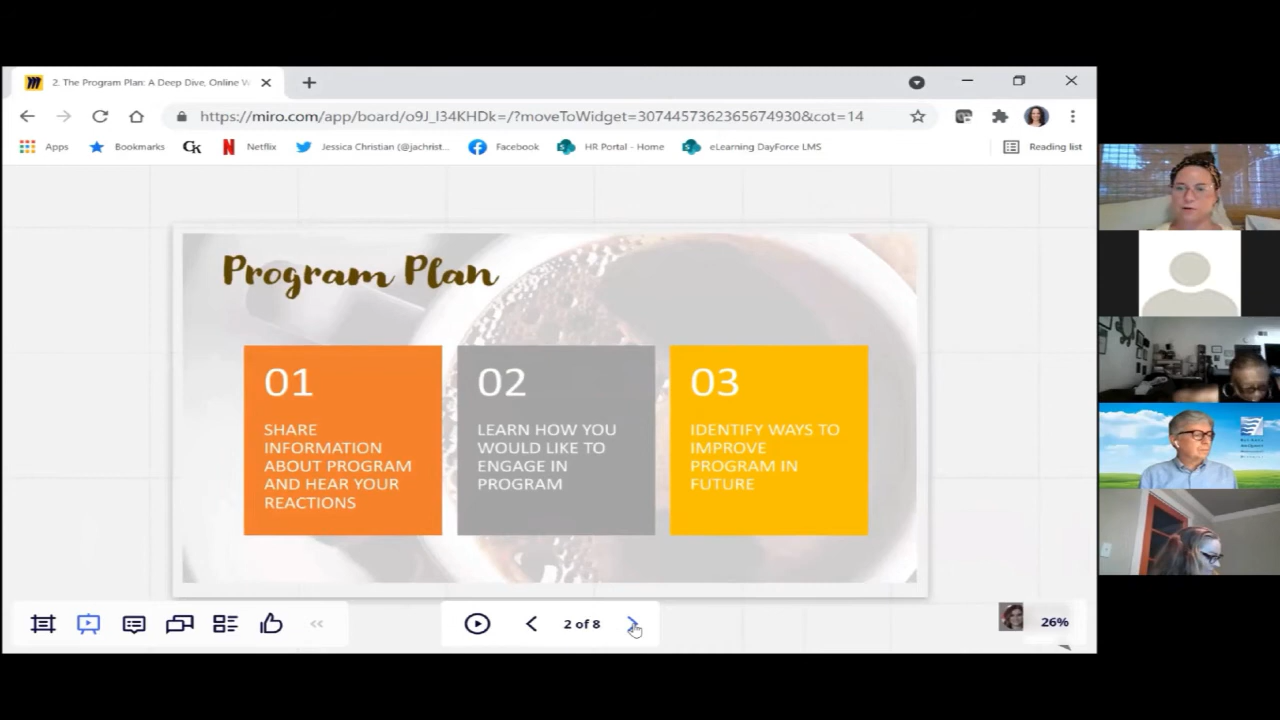 2. The Program Plan: A Deep Dive, Online W
https://miro.com/app/board/o9J_l34KHDk=/?moveToWidget=3074457362365674930&cot=14
Apps
Bookmarks
Netflix
Jessica Christian (@jachrist...
Facebook
HR Portal - Home
eLearning DayForce LMS
Reading list
Program Plan
01
SHARE
INFORMATION
ABOUT PROGRAM
AND HEAR YOUR
REACTIONS
02
LEARN HOW YOU
WOULD LIKE TO
ENGAGE IN
PROGRAM
03
IDENTIFY WAYS TO
IMPROVE
PROGRAM IN
FUTURE
2 of 8
26%